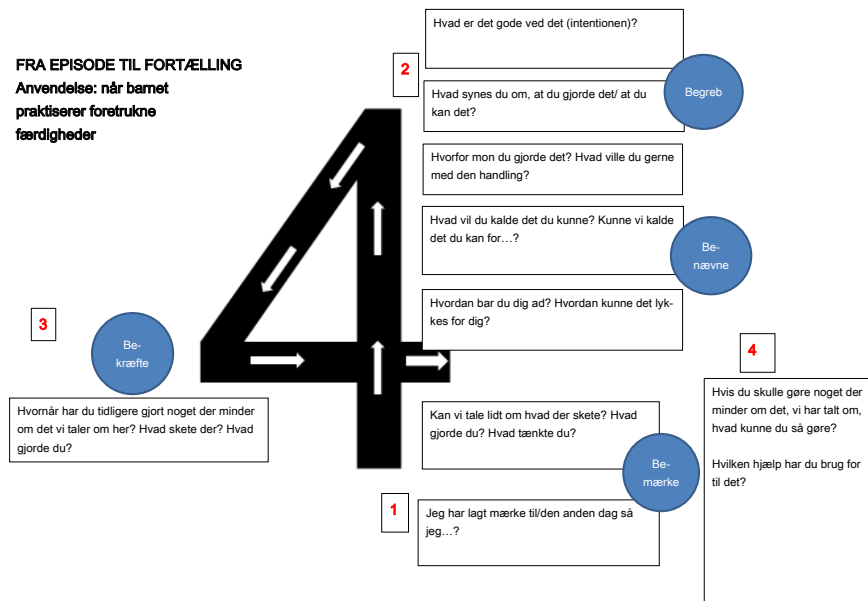 FRA EPISODE TIL FORTÆLLING
Anvendelse: når barnet
praktiserer foretrukne
færdigheder
2
Hvad er det gode ved det (intentionen)?
Begreb
Hvad synes du om, at du gjorde det/ at du
kan det?
Hvorfor mon du gjorde det? Hvad ville du gerne
med den handling?
Hvad vil du kalde det du kunne? Kunne vi kalde
det du kan for…?
Be-
nævne
Hvordan bar du dig ad? Hvordan kunne det lyk-
kes for dig?
3
Be-
kræfte
Hvornår har du tidligere gjort noget der minder
om det vi taler om her? Hvad skete der? Hvad
gjorde du?
4
Hvis du skulle gøre noget der
minder om det, vi har talt om,
hvad kunne du så gøre?
Hvilken hjælp har du brug for
til det?
Kan vi tale lidt om hvad der skete? Hvad
gjorde du? Hvad tænkte du?
Be-
mærke
1
Jeg har lagt mærke til/den anden dag så
jeg…?